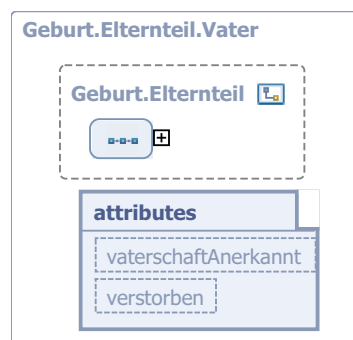 Geburt.Elternteil.Vater
Geburt.Elternteil
attributes
vaterschaftAnerkannt
verstorben